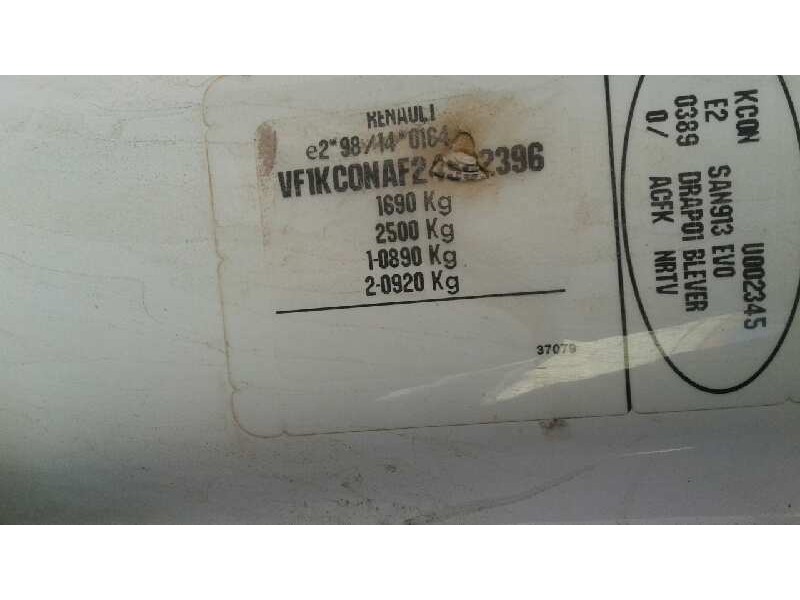 RENAULT
e2*98/14*0164
1690 Kg
2500 Kg
1-0890 Kg
2-0920 Kg
37079
KCON U002345
E2 SAN913 EVO
0389 DRAP01 BLEVER
0/ ACFK NRTV